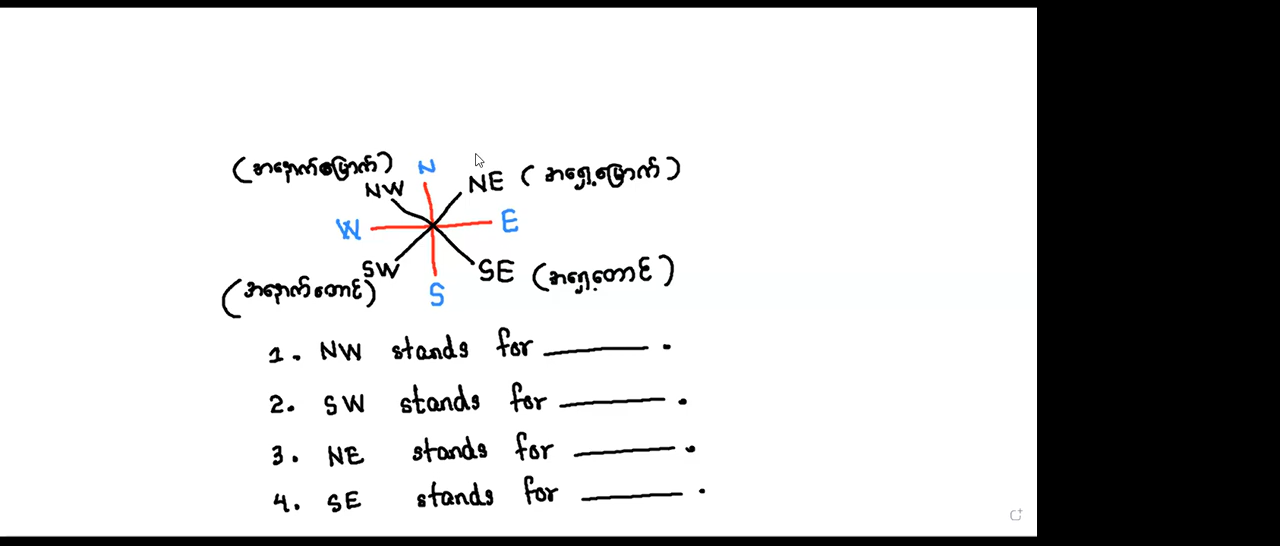 (အနောက်မြောက်) N
NW NE (အရှေ့မြောက်)
W E
SW SE (အရှေ့တောင်)
(အနောက်တောင်) S
1. NW stands for ______ .
2. SW stands for ______ .
3. NE stands for ______ .
4. SE stands for ______ .